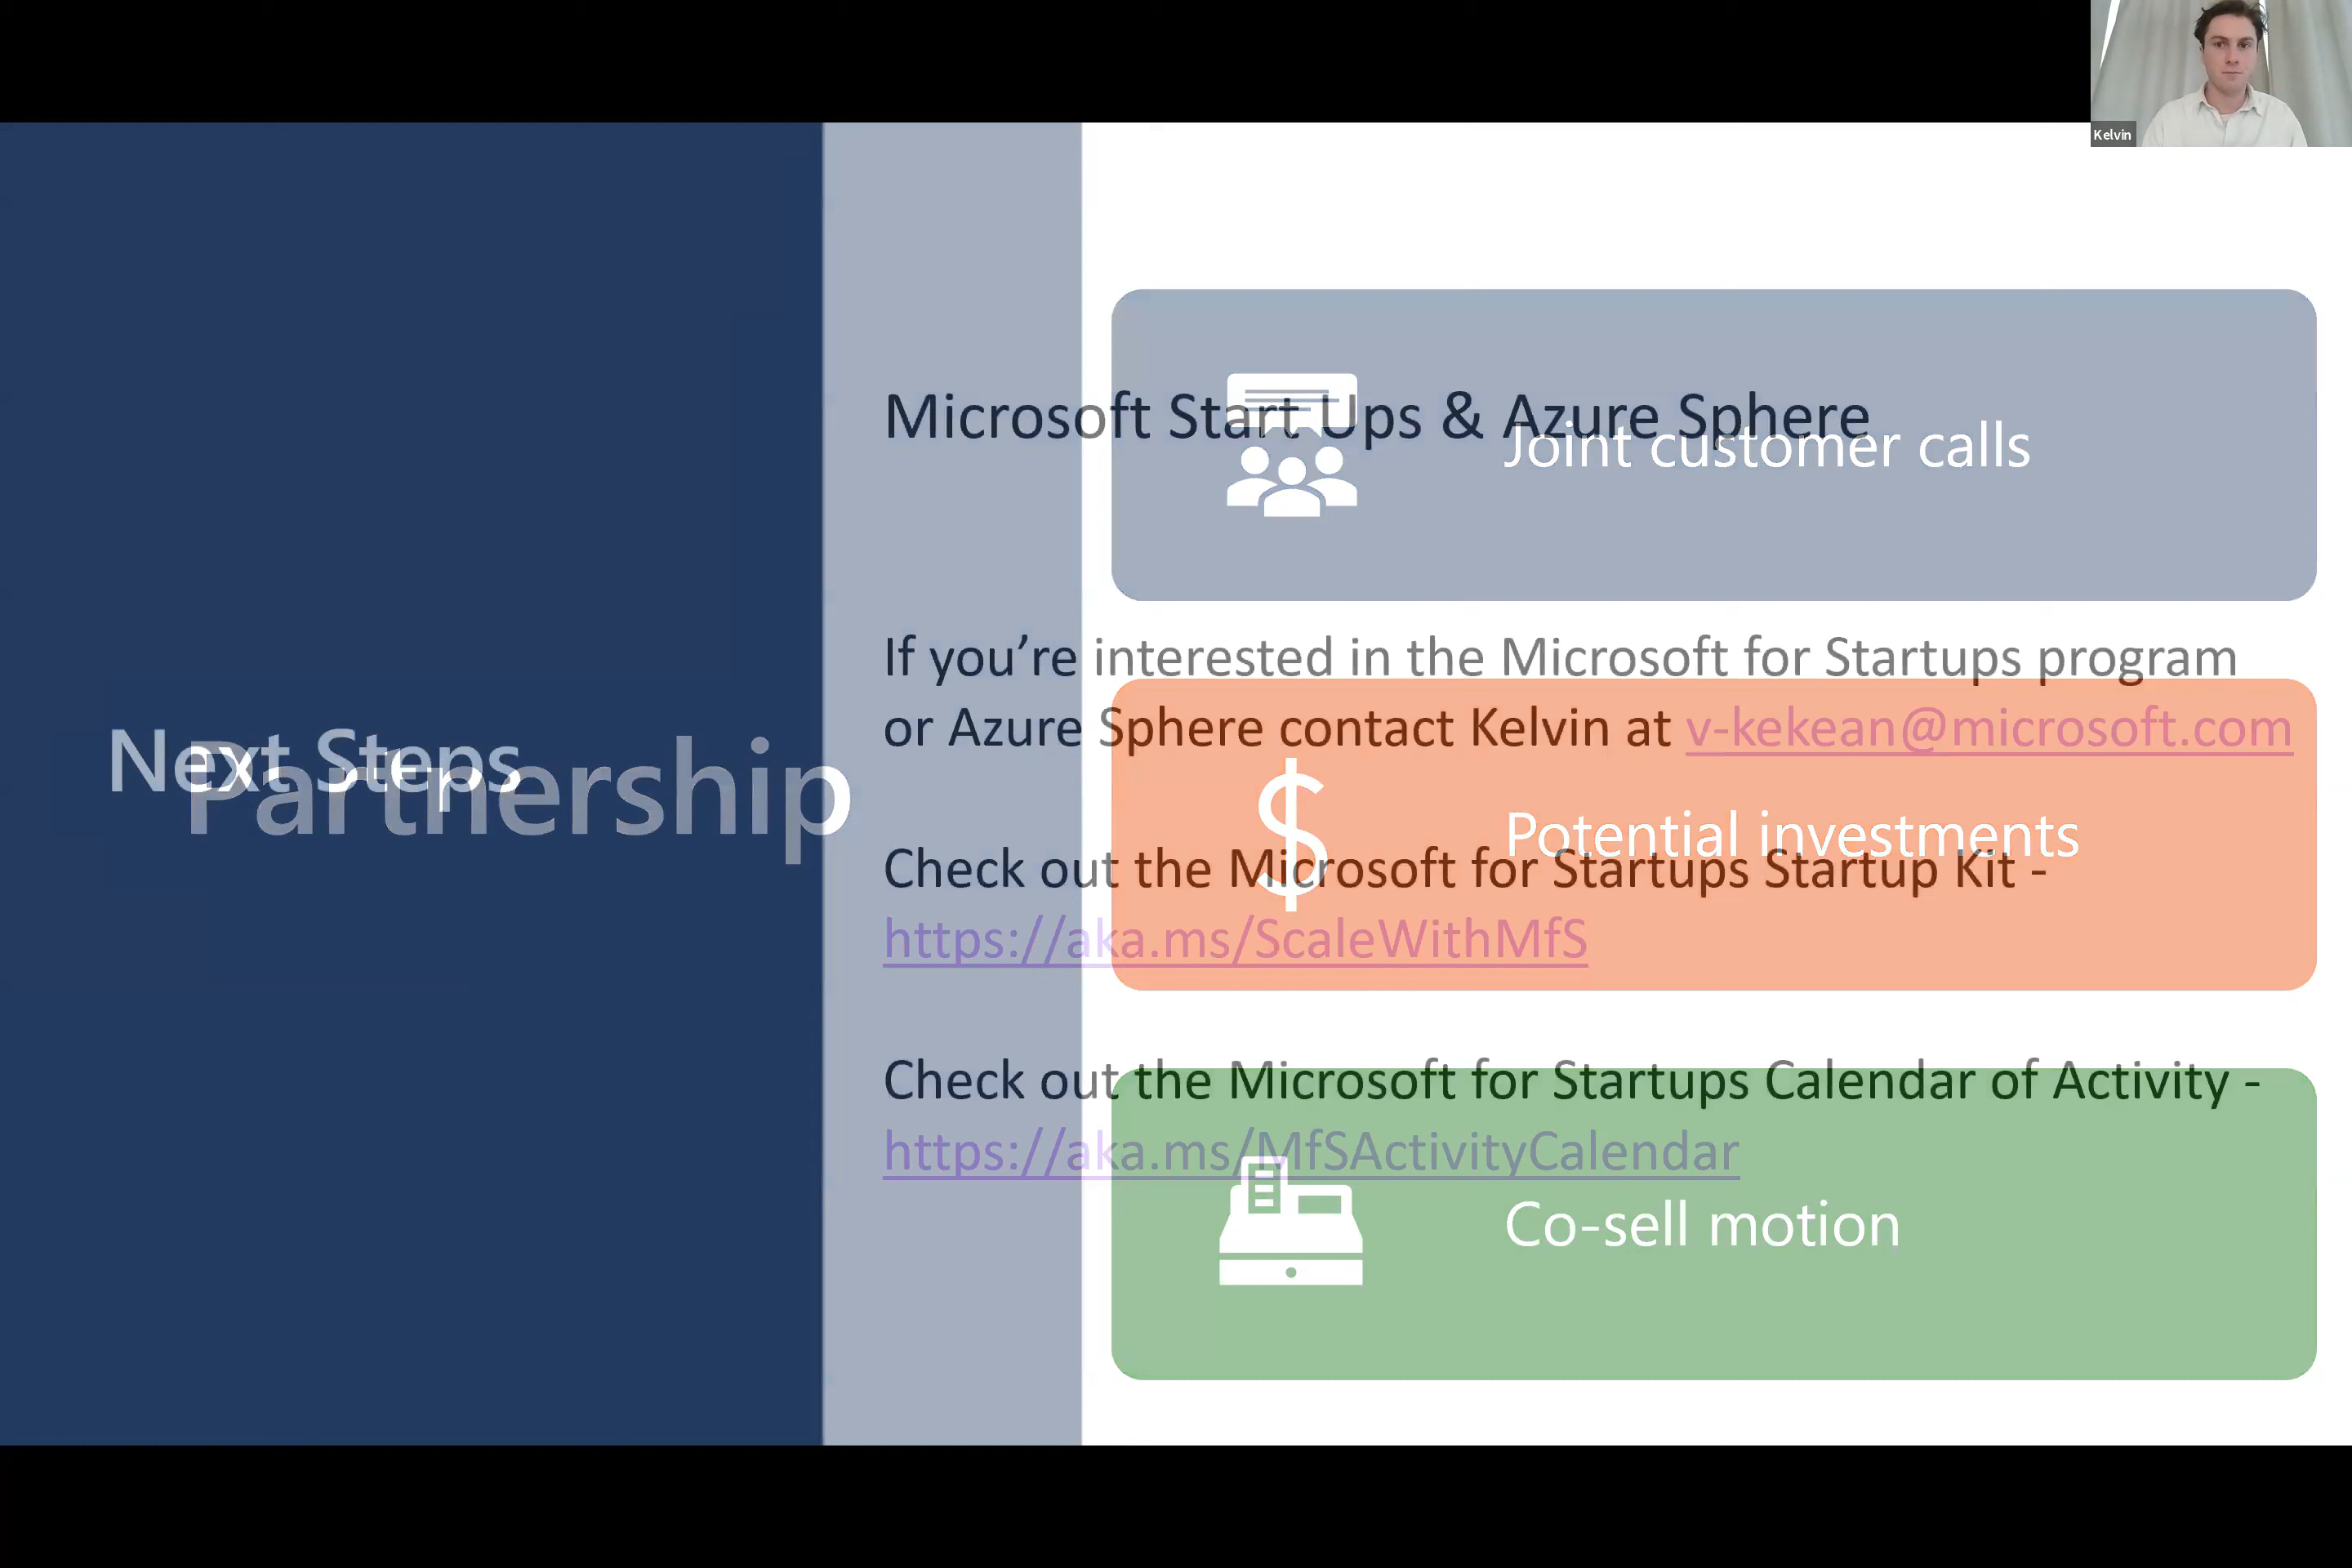 Kelvin
Microsoft Start Ups & Azure Sphere
Joint customer calls
If you’re interested in the Microsoft for Startups program
or Azure Sphere contact Kelvin at v-kekean@microsoft.com
Next Steps
Partnership
Potential investments
Check out the Microsoft for Startups Startup Kit -
https://aka.ms/ScaleWithMfS
Check out the Microsoft for Startups Calendar of Activity -
https://aka.ms/MfSActivityCalendar
Co-sell motion